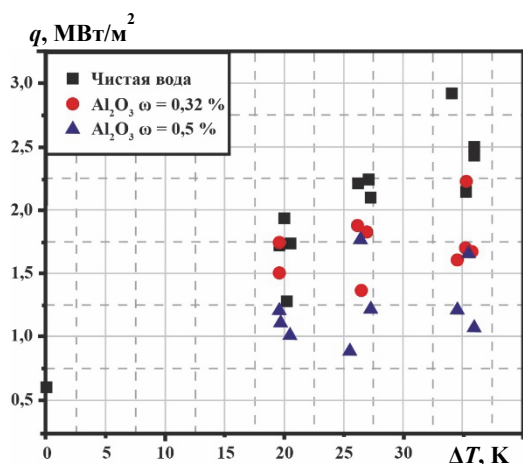 q, МВт/м²
3,0
2,5
2,0
1,5
1,0
0,5
Чистая вода
Al₂O₃ ω = 0,32 %
Al₂O₃ ω = 0,5 %
0 5 10 15 20 25 30 ΔT, K